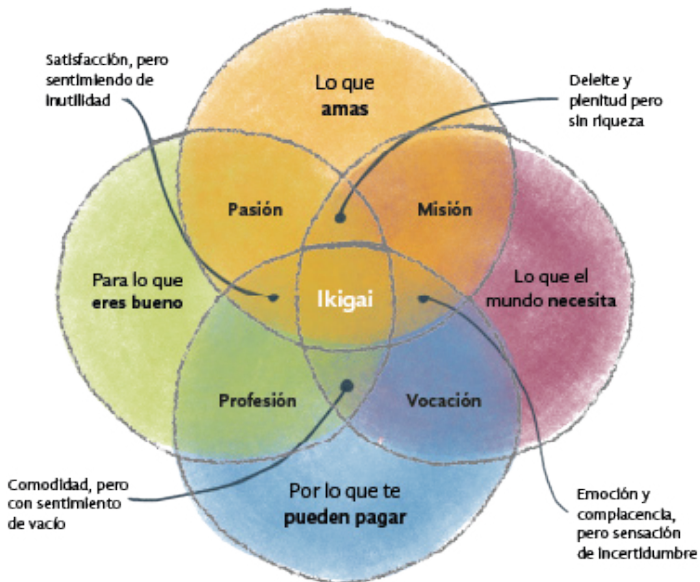 Satisfacción, pero
sentimiendo de
inutilidad
Lo que
amas
Deleite y
plenitud pero
sin riqueza
Pasión
Misión
Para lo que
eres bueno
Ikigai
Lo que el
mundo necesita
Profesión
Vocación
Comodidad, pero
con sentimiento
de vacío
Por lo que te
pueden pagar
Emoción y
complacencia,
pero sensación
de incertidumbre